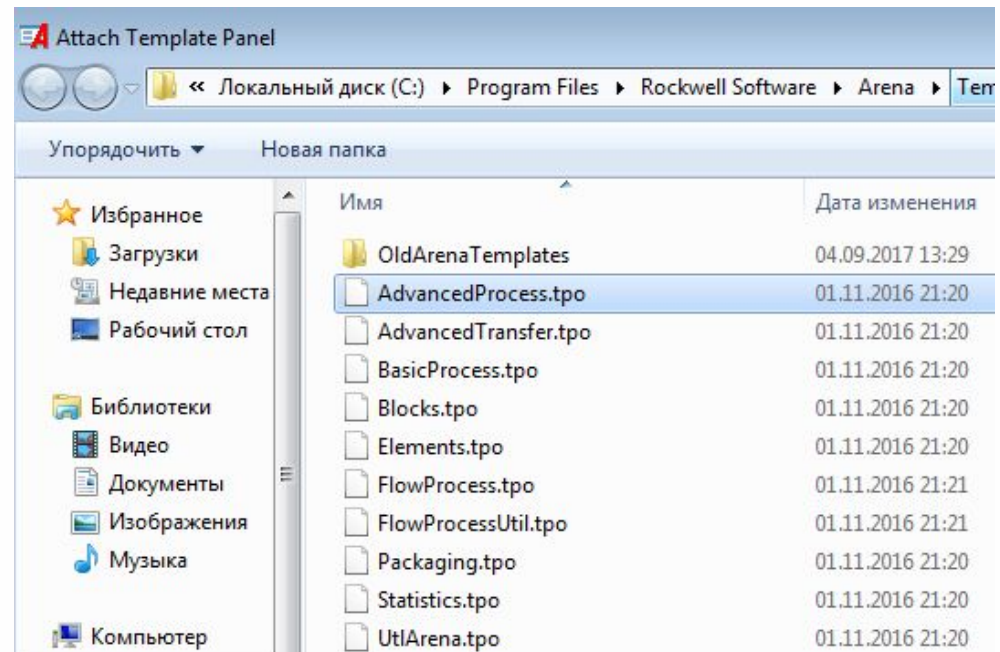 Attach Template Panel
« Локальный диск (C:) ▸ Program Files ▸ Rockwell Software ▸ Arena ▸ Tem
Упорядочить ▼ Новая папка
Имя Дата изменения
Избранное
Загрузки
Недавние места
Рабочий стол
Библиотеки
Видео
Документы
Изображения
Музыка
Компьютер
OldArenaTemplates 04.09.2017 13:29
AdvancedProcess.tpo 01.11.2016 21:20
AdvancedTransfer.tpo 01.11.2016 21:20
BasicProcess.tpo 01.11.2016 21:20
Blocks.tpo 01.11.2016 21:20
Elements.tpo 01.11.2016 21:20
FlowProcess.tpo 01.11.2016 21:21
FlowProcessUtil.tpo 01.11.2016 21:21
Packaging.tpo 01.11.2016 21:20
Statistics.tpo 01.11.2016 21:20
UtlArena.tpo 01.11.2016 21:20